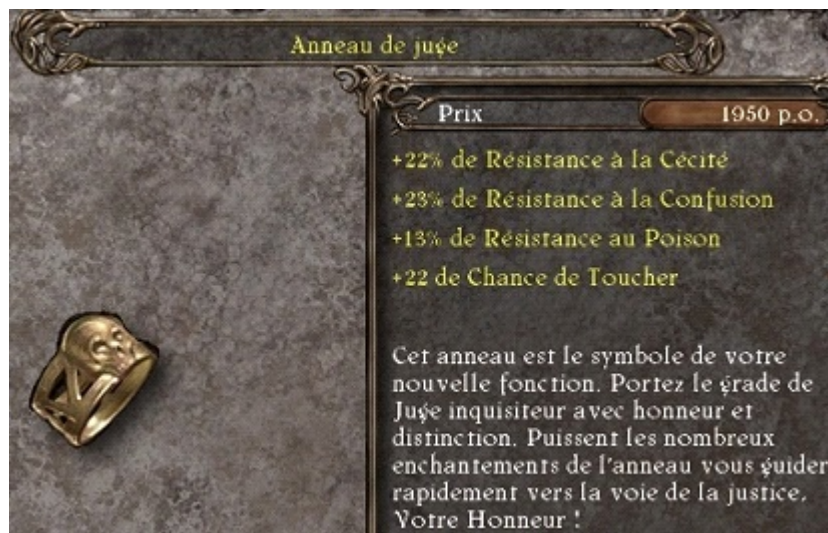 Anneau de juge
Prix 1950 p.o.
+22% de Résistance à la Cécité
+23% de Résistance à la Confusion
+13% de Résistance au Poison
+22 de Chance de Toucher
Cet anneau est le symbole de votre
nouvelle fonction. Portez le grade de
Juge inquisiteur avec honneur et
distinction. Puissent les nombreux
enchantements de l'anneau vous guider
rapidement vers la voie de la justice,
Votre Honneur !